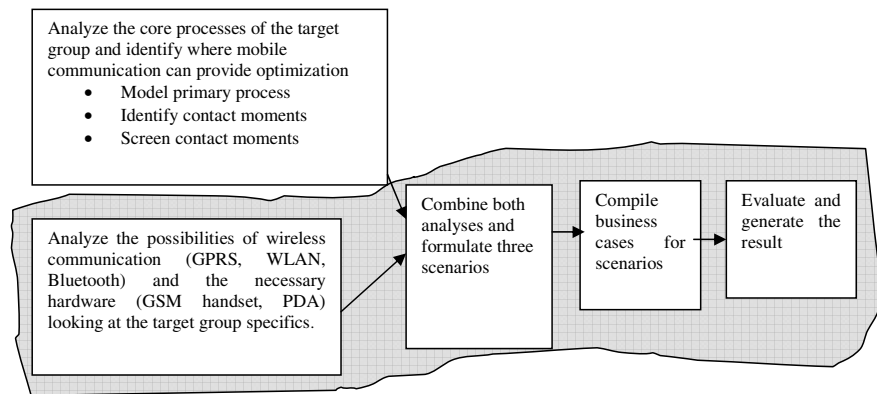 Analyze the core processes of the target
group and identify where mobile
communication can provide optimization
• Model primary process
• Identify contact moments
• Screen contact moments
Analyze the possibilities of wireless
communication (GPRS, WLAN,
Bluetooth) and the necessary
hardware (GSM handset, PDA)
looking at the target group specifics.
Combine both
analyses and
formulate three
scenarios
Compile
business
cases for
scenarios
Evaluate and
generate the
result